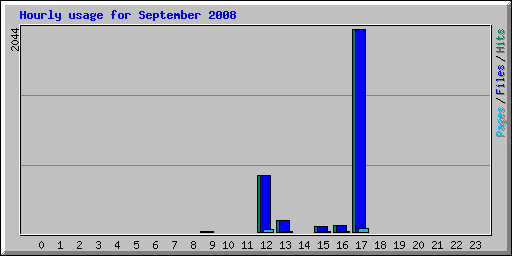 Hourly usage for September 2008
2044
Pages/Files/Hits
0 1 2 3 4 5 6 7 8 9 10 11 12 13 14 15 16 17 18 19 20 21 22 23